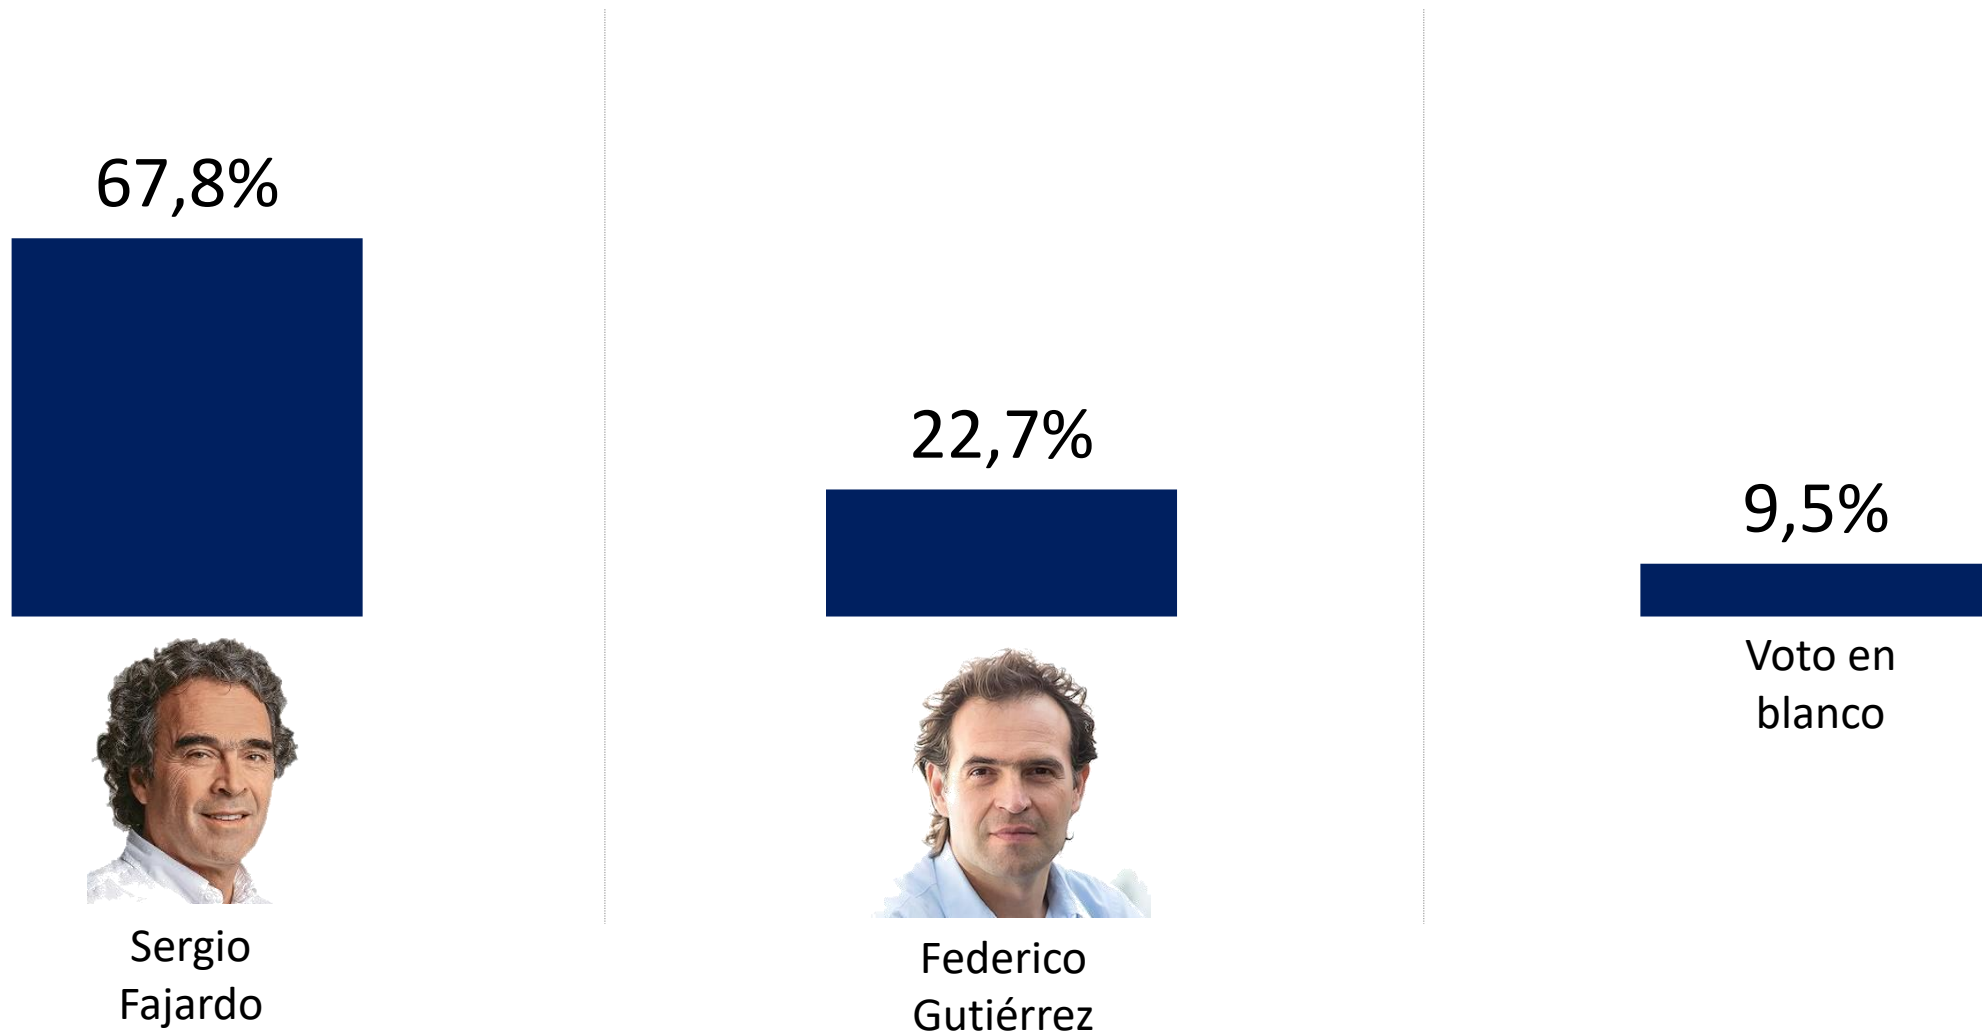 67,8%
22,7%
9,5%
Voto en
blanco
Sergio
Fajardo
Federico
Gutiérrez